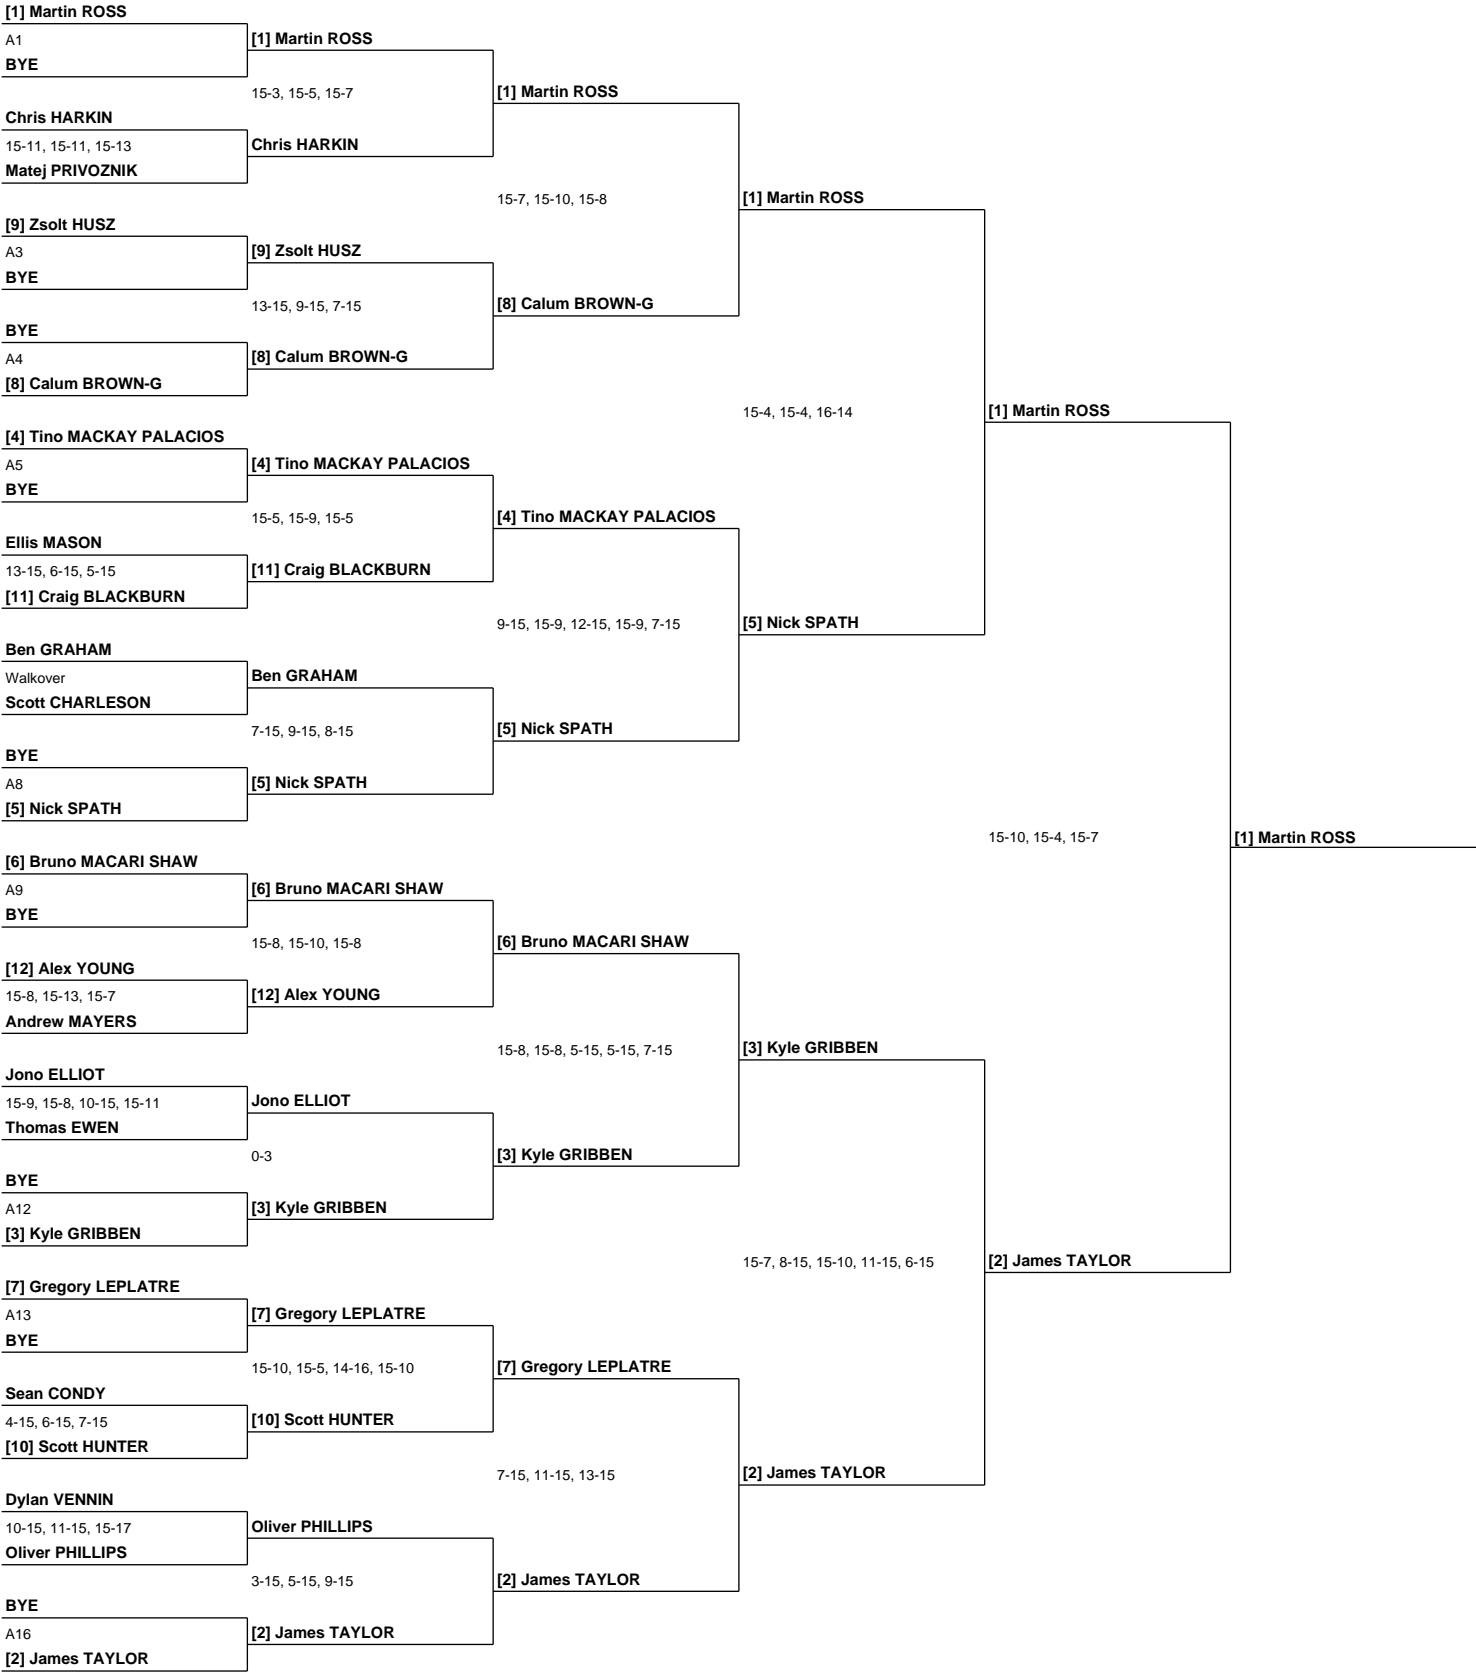 [1] Martin ROSS
A1
BYE
Chris HARKIN
15-11, 15-11, 15-13
Matej PRIVOZNIK
[9] Zsolt HUSZ
A3
BYE
BYE
A4
[8] Calum BROWN-G
[4] Tino MACKAY PALACIOS
A5
BYE
Ellis MASON
13-15, 6-15, 5-15
[11] Craig BLACKBURN
Ben GRAHAM
Walkover
Scott CHARLESON
BYE
A8
[5] Nick SPATH
[6] Bruno MACARI SHAW
A9
BYE
[12] Alex YOUNG
15-8, 15-13, 15-7
Andrew MAYERS
Jono ELLIOT
15-9, 15-8, 10-15, 15-11
Thomas EWEN
BYE
A12
[3] Kyle GRIBBEN
[7] Gregory LEPLATRE
A13
BYE
Sean CONDY
4-15, 6-15, 7-15
[10] Scott HUNTER
Dylan VENNIN
10-15, 11-15, 15-17
Oliver PHILLIPS
BYE
A16
[2] James TAYLOR
[1] Martin ROSS
15-3, 15-5, 15-7
Chris HARKIN
[9] Zsolt HUSZ
13-15, 9-15, 7-15
[8] Calum BROWN-G
[4] Tino MACKAY PALACIOS
15-5, 15-9, 15-5
[11] Craig BLACKBURN
Ben GRAHAM
7-15, 9-15, 8-15
[5] Nick SPATH
[6] Bruno MACARI SHAW
15-8, 15-10, 15-8
[12] Alex YOUNG
Jono ELLIOT
0-3
[3] Kyle GRIBBEN
[7] Gregory LEPLATRE
15-10, 15-5, 14-16, 15-10
[10] Scott HUNTER
Oliver PHILLIPS
3-15, 5-15, 9-15
[2] James TAYLOR
[1] Martin ROSS
15-7, 15-10, 15-8
[8] Calum BROWN-G
[4] Tino MACKAY PALACIOS
9-15, 15-9, 12-15, 15-9, 7-15
[5] Nick SPATH
[6] Bruno MACARI SHAW
15-8, 15-8, 5-15, 5-15, 7-15
[3] Kyle GRIBBEN
[7] Gregory LEPLATRE
7-15, 11-15, 13-15
[2] James TAYLOR
[1] Martin ROSS
15-4, 15-4, 16-14
[5] Nick SPATH
[3] Kyle GRIBBEN
15-7, 8-15, 15-10, 11-15, 6-15
[2] James TAYLOR
[1] Martin ROSS
15-10, 15-4, 15-7
[2] James TAYLOR
[1] Martin ROSS